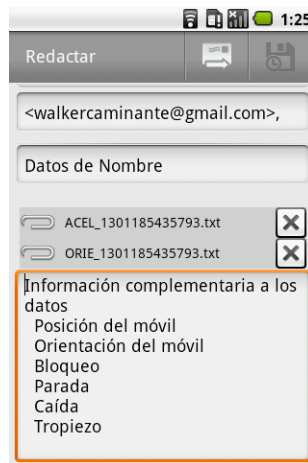 1:25
Redactar
<walkercaminante@gmail.com>,
Datos de Nombre
ACEL_1301185435793.txt
ORIE_1301185435793.txt
Información complementaria a los
datos
Posición del móvil
Orientación del móvil
Bloqueo
Parada
Caída
Tropiezo